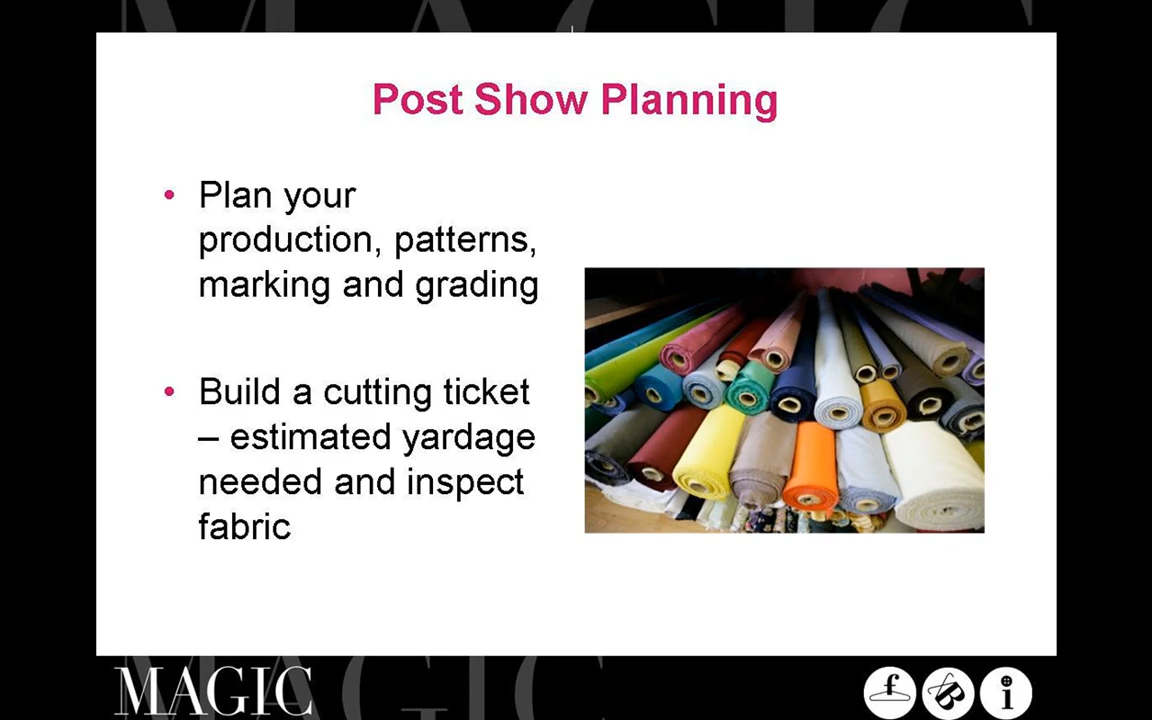 Post Show Planning
• Plan your
production, patterns,
marking and grading
• Build a cutting ticket
– estimated yardage
needed and inspect
fabric
MAGIC
f B i